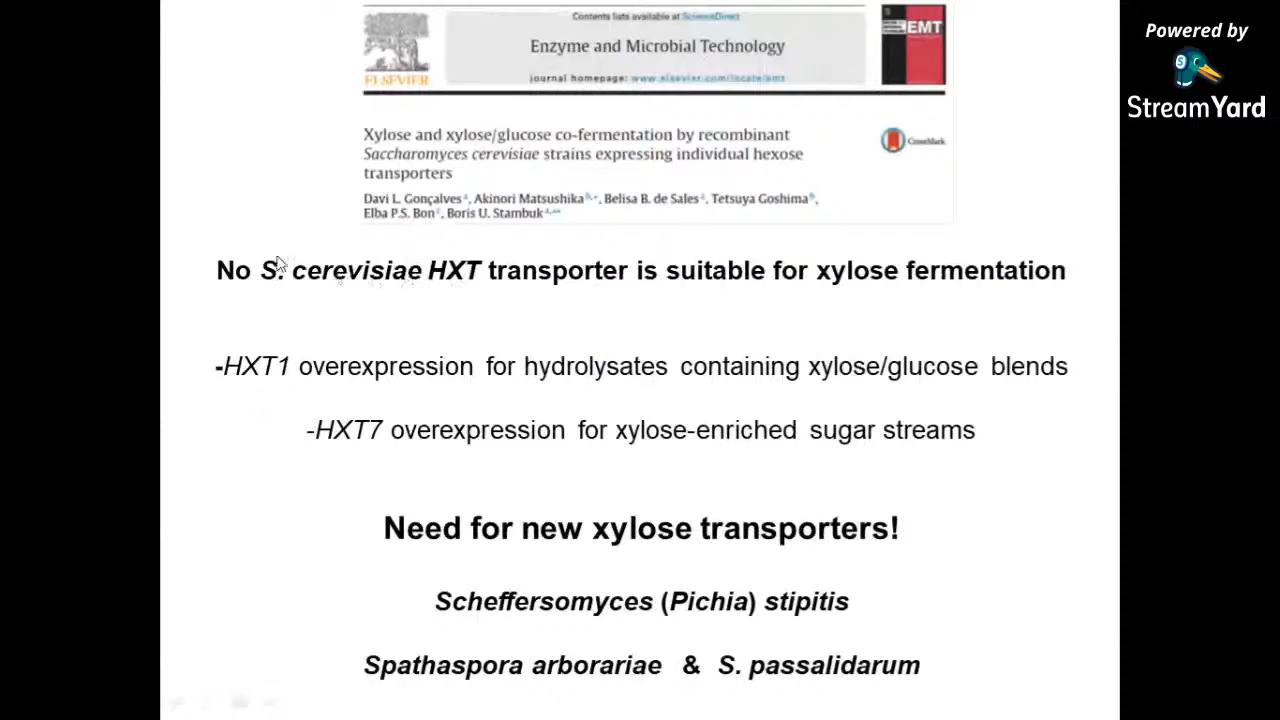 Powered by
StreamYard
Contents lists available at ScienceDirect
Enzyme and Microbial Technology
journal homepage: www.elsevier.com/locate/emt
ELSEVIER
EMT
Xylose and xylose/glucose co-fermentation by recombinant
Saccharomyces cerevisiae strains expressing individual hexose
transporters
CrossMark
Davi L. Gonçalves a, Akinori Matsushika b,*, Belisa B. de Sales a, Tetsuya Goshima b,
Elba P.S. Bon c, Boris U. Stambuk a,**
No S. cerevisiae HXT transporter is suitable for xylose fermentation
-HXT1 overexpression for hydrolysates containing xylose/glucose blends
-HXT7 overexpression for xylose-enriched sugar streams
Need for new xylose transporters!
Scheffersomyces (Pichia) stipitis
Spathaspora arborariae & S. passalidarum